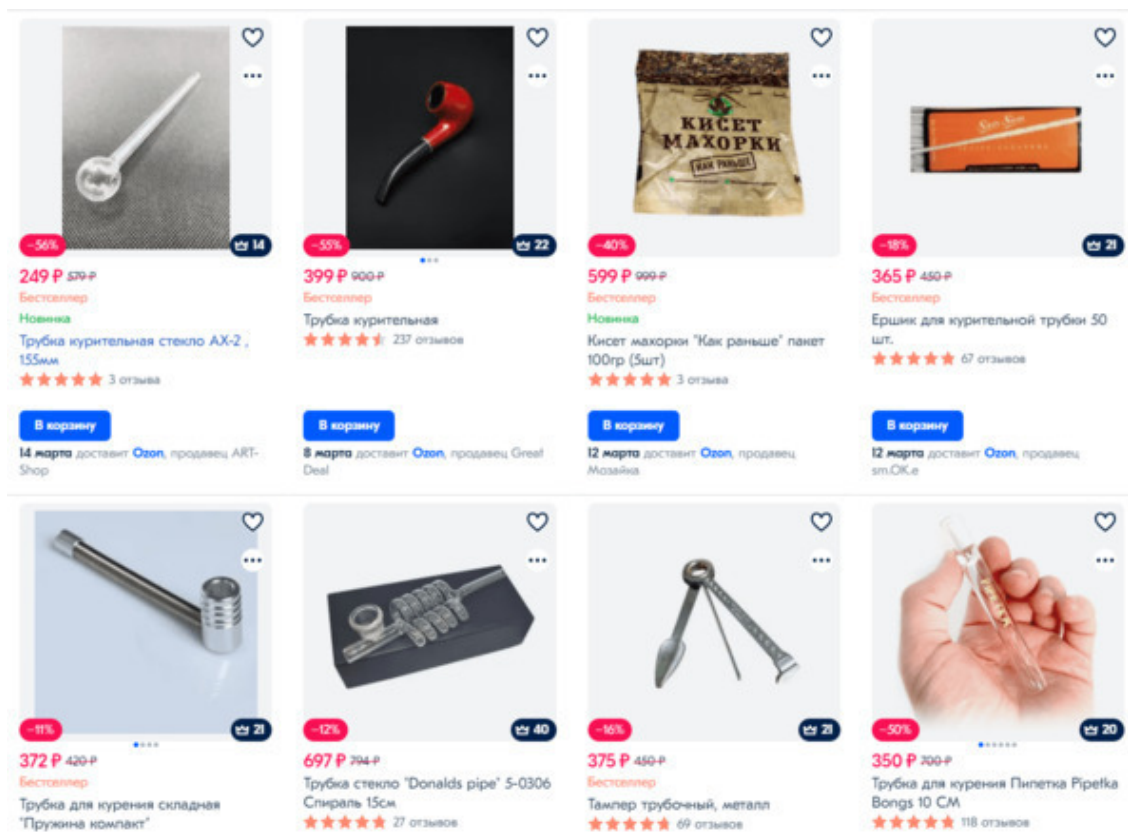 -56%
14
249 ₽ 579 ₽
Бестселлер
Новинка
Трубка курительная стекло АХ-2 ,
155мм
3 отзыва
В корзину
14 марта доставит Ozon, продавец ART-
Shop
-55%
22
399 ₽ 900 ₽
Бестселлер
Трубка курительная
237 отзывов
В корзину
8 марта доставит Ozon, продавец Great
Deal
КИСЕТ
МАХОРКИ
КАК РАНЬШЕ
-40%
599 ₽ 999 ₽
Бестселлер
Новинка
Кисет махорки "Как раньше" пакет
100гр (5шт)
3 отзыва
В корзину
12 марта доставит Ozon, продавец
Мозайка
-18%
21
365 ₽ 450 ₽
Бестселлер
Ершик для курительной трубки 50
шт.
67 отзывов
В корзину
12 марта доставит Ozon, продавец
sm.OK.e
-11%
21
372 ₽ 420 ₽
Бестселлер
Трубка для курения складная
"Пружина компакт"
-12%
40
697 ₽ 794 ₽
Трубка стекло "Donalds pipe" 5-0306
Спираль 15см
27 отзывов
-16%
21
375 ₽ 450 ₽
Бестселлер
Тампер трубочный, металл
69 отзывов
-50%
20
350 ₽ 700 ₽
Трубка для курения Пипетка Pipetka
Bongs 10 СМ
118 отзывов